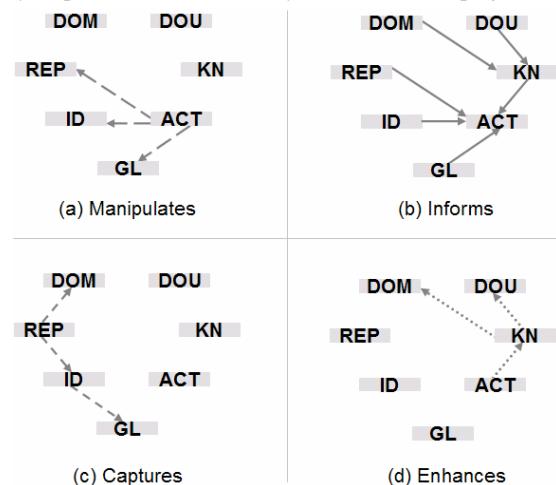 DOM DOU
REP KN
ID ACT
GL
(a) Manipulates
DOM DOU
KN
REP
ID ACT
GL
(b) Informs
DOM DOU
REP KN
ID ACT
GL
(c) Captures
DOM DOU
REP KN
ID ACT
GL
(d) Enhances